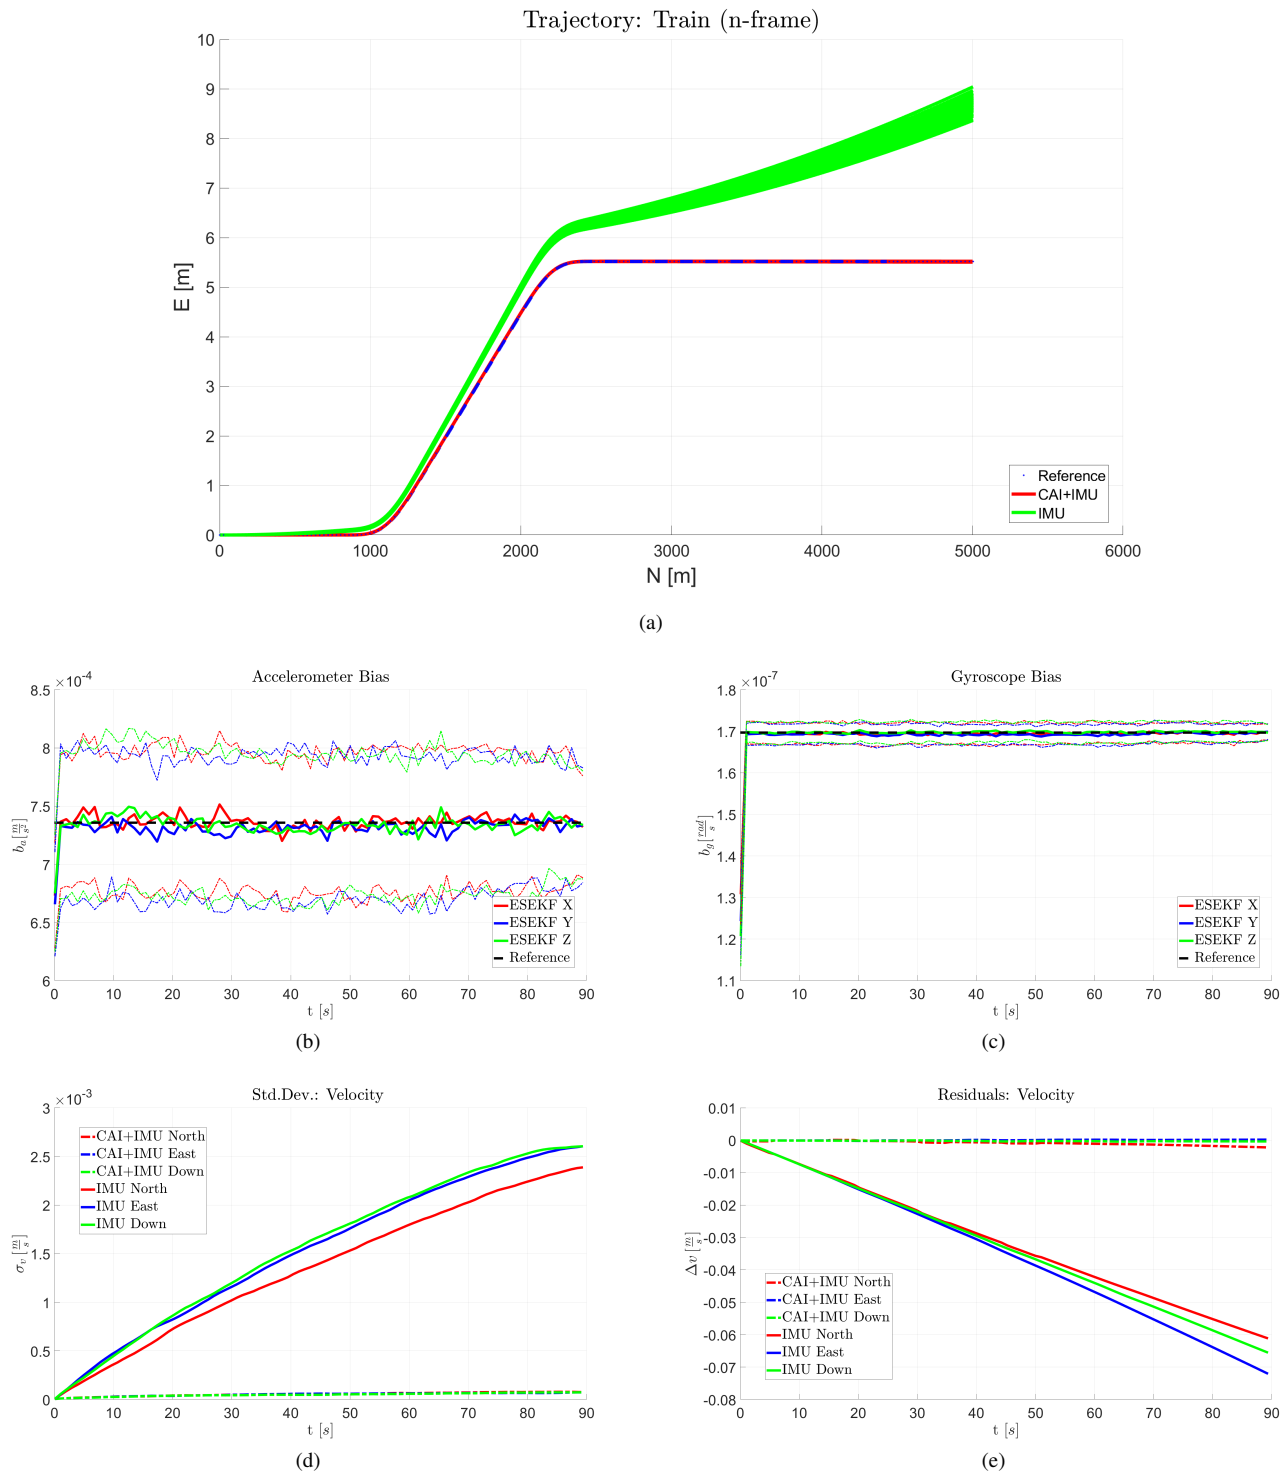 Trajectory: Train (n-frame)
10
9
8
7
6
5
4
3
2
1
0
E [m]
0 1000 2000 3000 4000 5000 6000
N [m]
Reference
CAI+IMU
IMU
(a)
Accelerometer Bias
×10⁻⁴
8.5
8
7.5
7
6.5
6
b_a[m/s²]
0 10 20 30 40 50 60 70 80 90
t [s]
ESEKF X
ESEKF Y
ESEKF Z
Reference
(b)
Gyroscope Bias
×10⁻⁷
1.8
1.7
1.6
1.5
1.4
1.3
1.2
1.1
b_g[rad/s]
0 10 20 30 40 50 60 70 80 90
t [s]
ESEKF X
ESEKF Y
ESEKF Z
Reference
(c)
Std.Dev.: Velocity
×10⁻³
3
2.5
2
1.5
1
0.5
0
σ_v[m/s]
0 10 20 30 40 50 60 70 80 90
t [s]
CAI+IMU North
CAI+IMU East
CAI+IMU Down
IMU North
IMU East
IMU Down
(d)
Residuals: Velocity
0.01
0
-0.01
-0.02
-0.03
-0.04
-0.05
-0.06
-0.07
-0.08
Δv[m/s]
0 10 20 30 40 50 60 70 80 90
t [s]
CAI+IMU North
CAI+IMU East
CAI+IMU Down
IMU North
IMU East
IMU Down
(e)